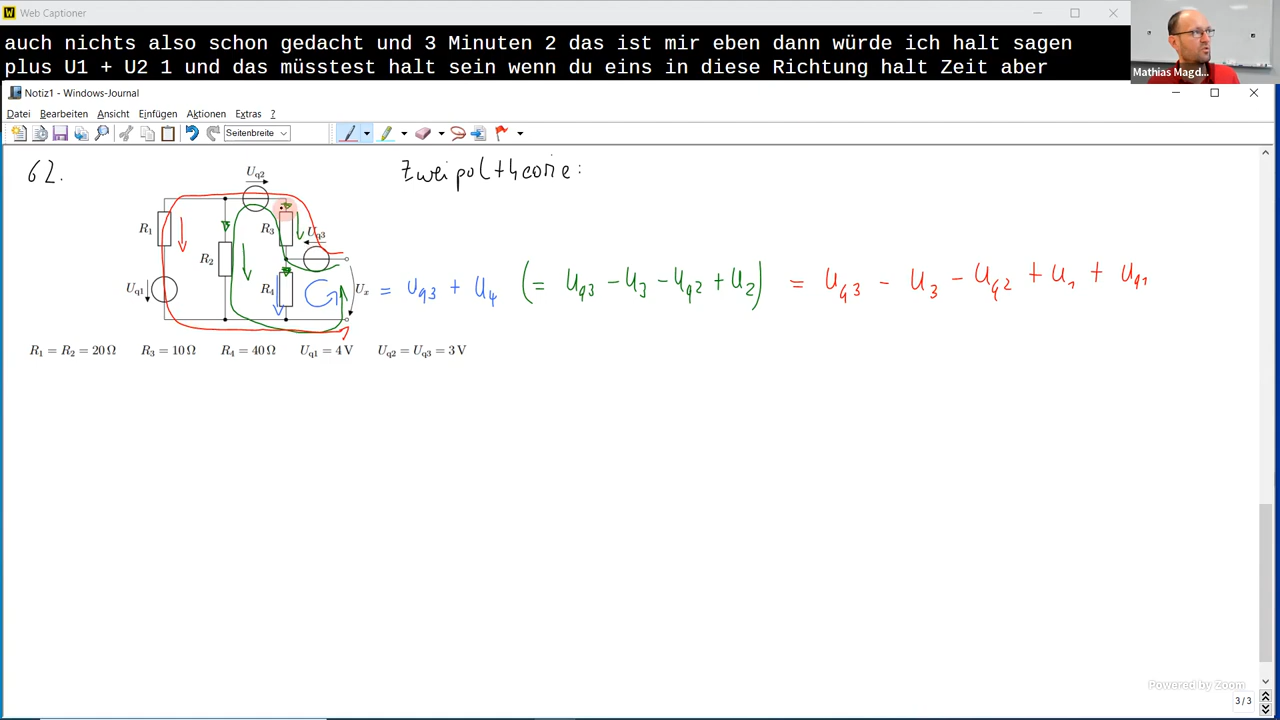 Web Captioner
auch nichts also schon gedacht und 3 Minuten 2 das ist mir eben dann würde ich halt sagen
plus U1 + U2 1 und das müsstest halt sein wenn du eins in diese Richtung halt Zeit aber
Mathias Magd...
Notiz1 - Windows-Journal
Datei Bearbeiten Ansicht Einfügen Aktionen Extras ?
Seitenbreite
62. Zweipoltheorie:
Uq2
R1 R3 Uq3
R2
Uq1 R4 Ux = Uq3 + U4 (= Uq3 - U3 - Uq2 + U2) = Uq3 - U3 - Uq2 + U1 + Uq1
R1 = R2 = 20 Ω R3 = 10 Ω R4 = 40 Ω Uq1 = 4 V Uq2 = Uq3 = 3 V
Powered by Zoom
3/3